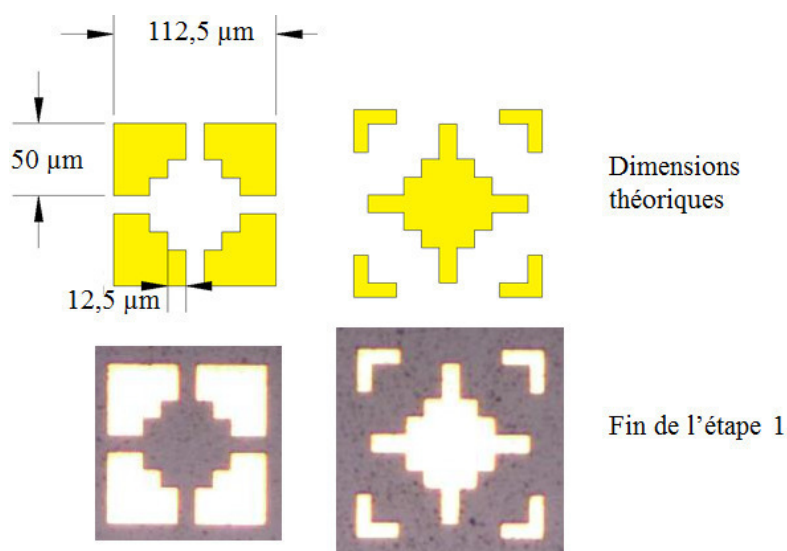 112,5 µm
50 µm
Dimensions
théoriques
12,5 µm
Fin de l'étape 1